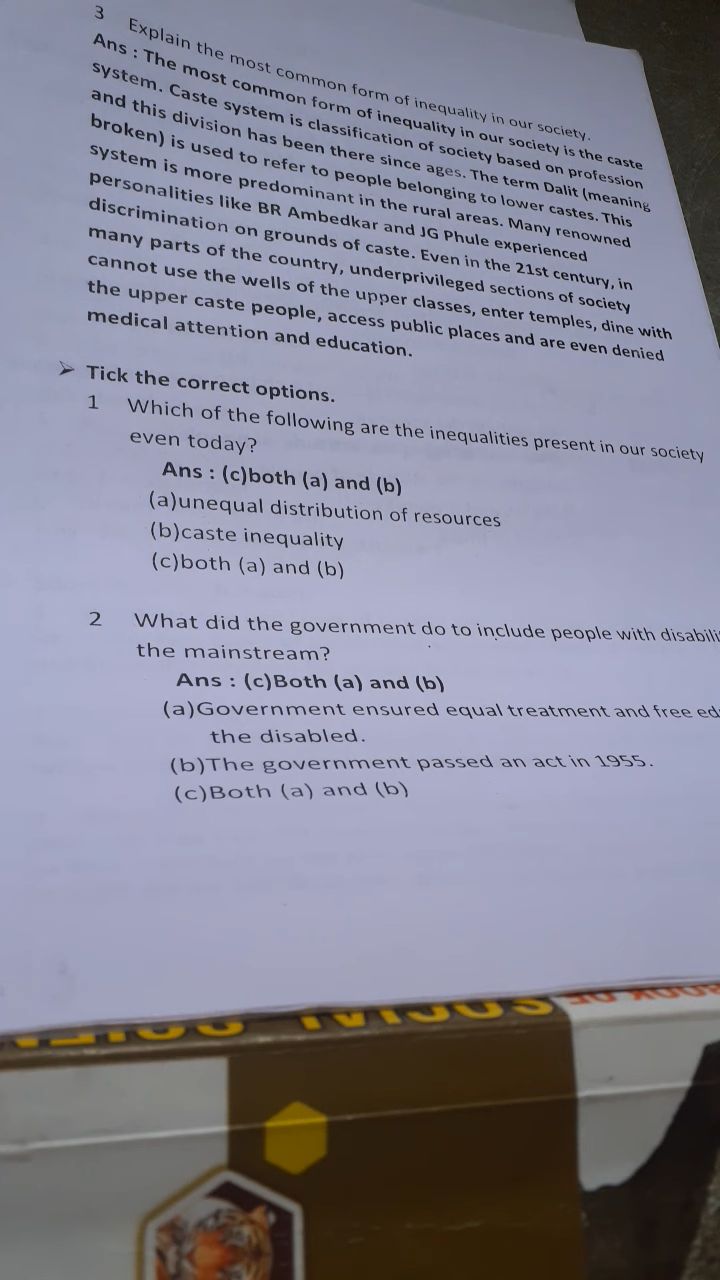 3 Explain the most common form of inequality in our society.
Ans : The most common form of inequality in our society is the caste
system. Caste system is classification of society based on profession
and this division has been there since ages. The term Dalit (meaning
broken) is used to refer to people belonging to lower castes. This
system is more predominant in the rural areas. Many renowned
personalities like BR Ambedkar and JG Phule experienced
discrimination on grounds of caste. Even in the 21st century, in
many parts of the country, underprivileged sections of society
cannot use the wells of the upper classes, enter temples, dine with
the upper caste people, access public places and are even denied
medical attention and education.
➤ Tick the correct options.
1 Which of the following are the inequalities present in our society
even today?
Ans : (c)both (a) and (b)
(a)unequal distribution of resources
(b)caste inequality
(c)both (a) and (b)
2 What did the government do to include people with disabili
the mainstream?
Ans : (c)Both (a) and (b)
(a)Government ensured equal treatment and free ed
the disabled.
(b)The government passed an act in 1955.
(c)Both (a) and (b)